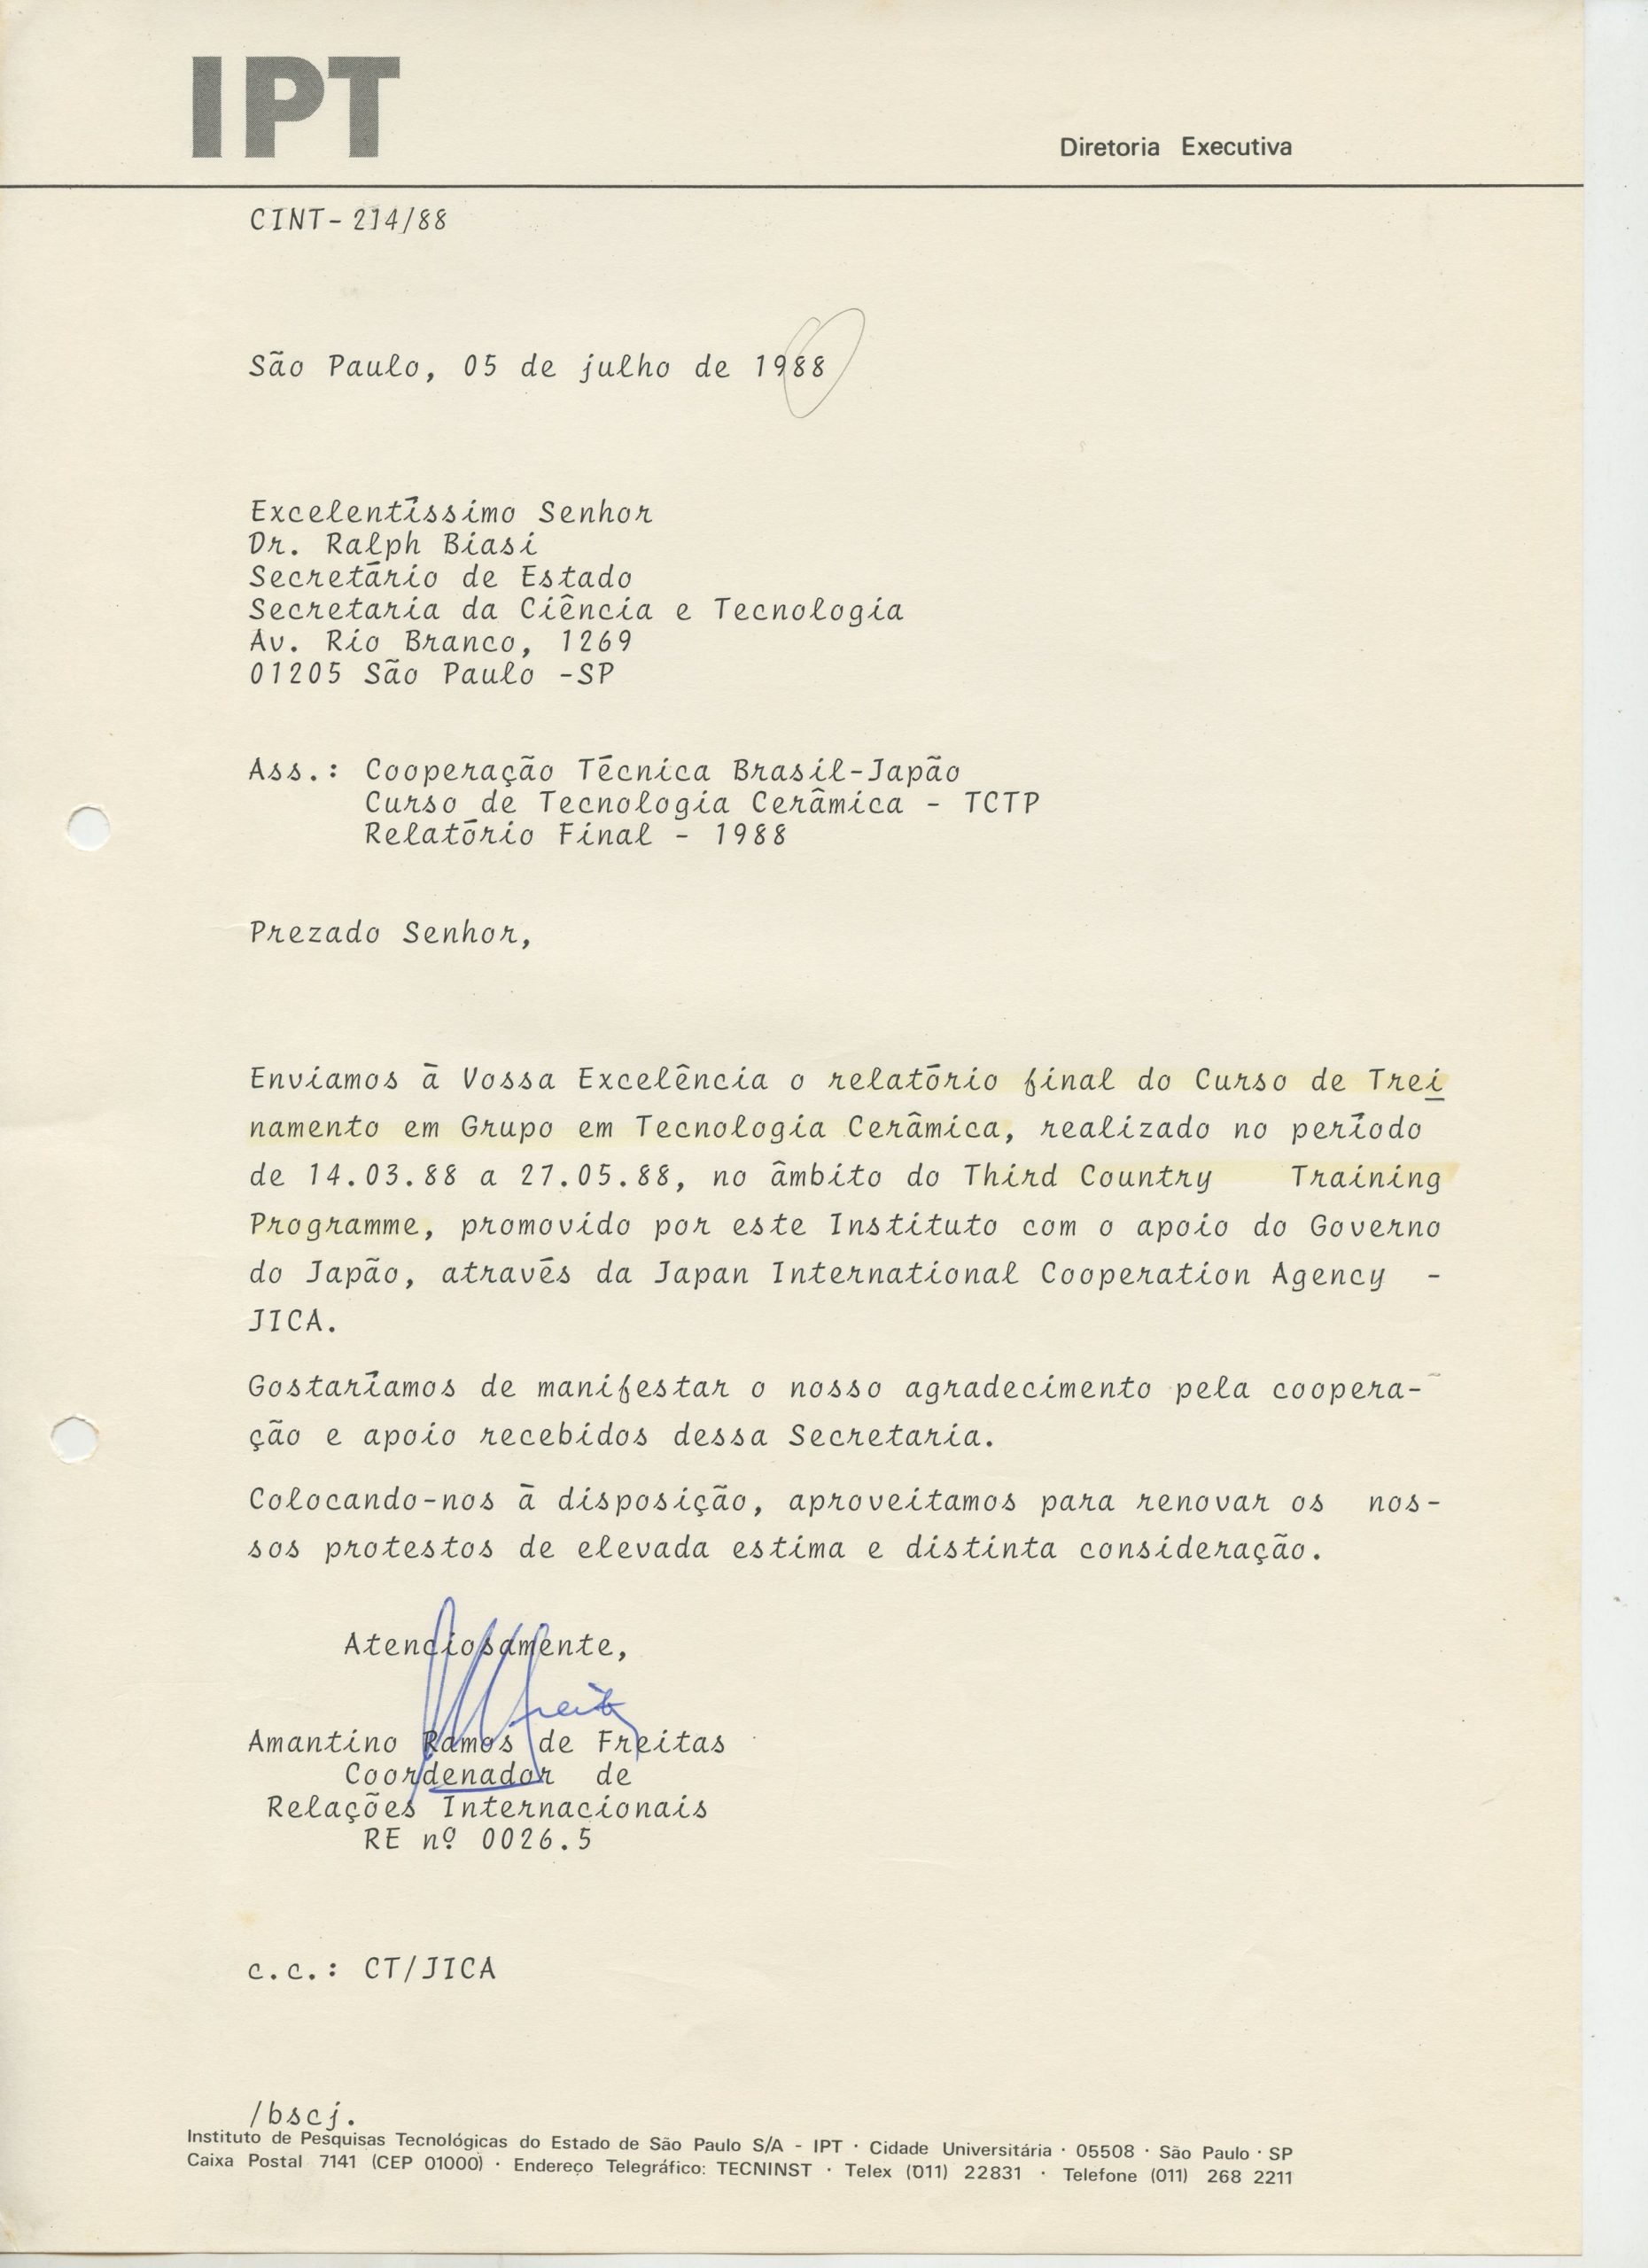 IPT
Diretoria Executiva
CINT- 214/88
São Paulo, 05 de julho de 1988
Excelentíssimo Senhor
Dr. Ralph Biasi
Secretário de Estado
Secretaria da Ciência e Tecnologia
Av. Rio Branco, 1269
01205 São Paulo -SP
Ass.: Cooperação Técnica Brasil-Japão
Curso de Tecnologia Cerâmica - TCTP
Relatório Final - 1988
Prezado Senhor,
Enviamos à Vossa Excelência o relatório final do Curso de Trei
namento em Grupo em Tecnologia Cerâmica, realizado no período
de 14.03.88 a 27.05.88, no âmbito do Third Country Training
Programme, promovido por este Instituto com o apoio do Governo
do Japão, através da Japan International Cooperation Agency -
JICA.
Gostaríamos de manifestar o nosso agradecimento pela coopera-
ção e apoio recebidos dessa Secretaria.
Colocando-nos à disposição, aproveitamos para renovar os nos-
sos protestos de elevada estima e distinta consideração.
Atenciosamente,
Amantino Ramos de Freitas
Coordenador de
Relações Internacionais
RE nº 0026.5
c.c.: CT/JICA
/bscj.
Instituto de Pesquisas Tecnológicas do Estado de São Paulo S/A - IPT · Cidade Universitária · 05508 · São Paulo · SP
Caixa Postal 7141 (CEP 01000) · Endereço Telegráfico: TECNINST · Telex (011) 22831 · Telefone (011) 268 2211